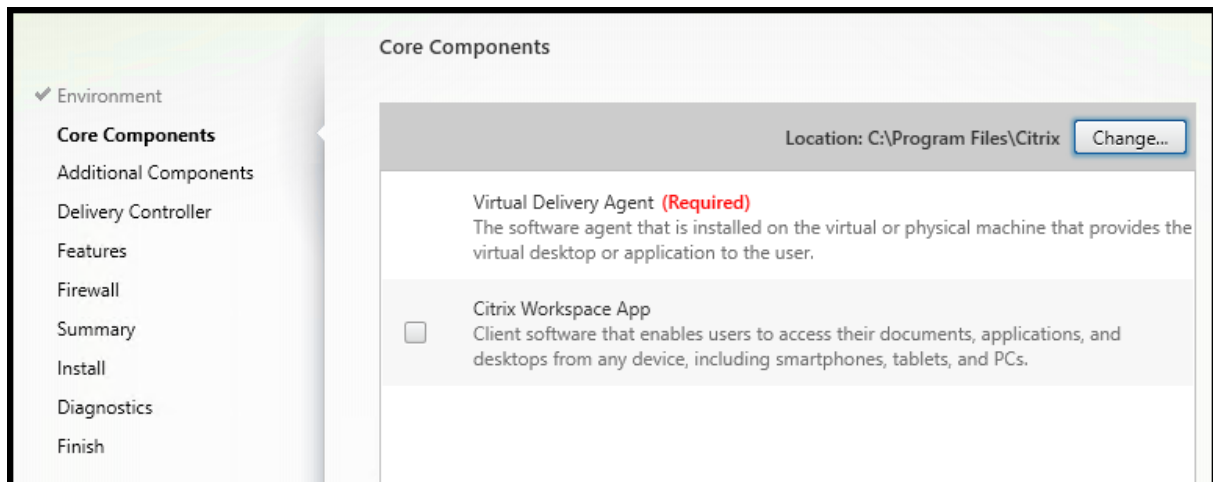 Core Components
Environment
Core Components
Additional Components
Delivery Controller
Features
Firewall
Summary
Install
Diagnostics
Finish
Location: C:\Program Files\Citrix
Change...
Virtual Delivery Agent (Required)
The software agent that is installed on the virtual or physical machine that provides the
virtual desktop or application to the user.
Citrix Workspace App
Client software that enables users to access their documents, applications, and
desktops from any device, including smartphones, tablets, and PCs.